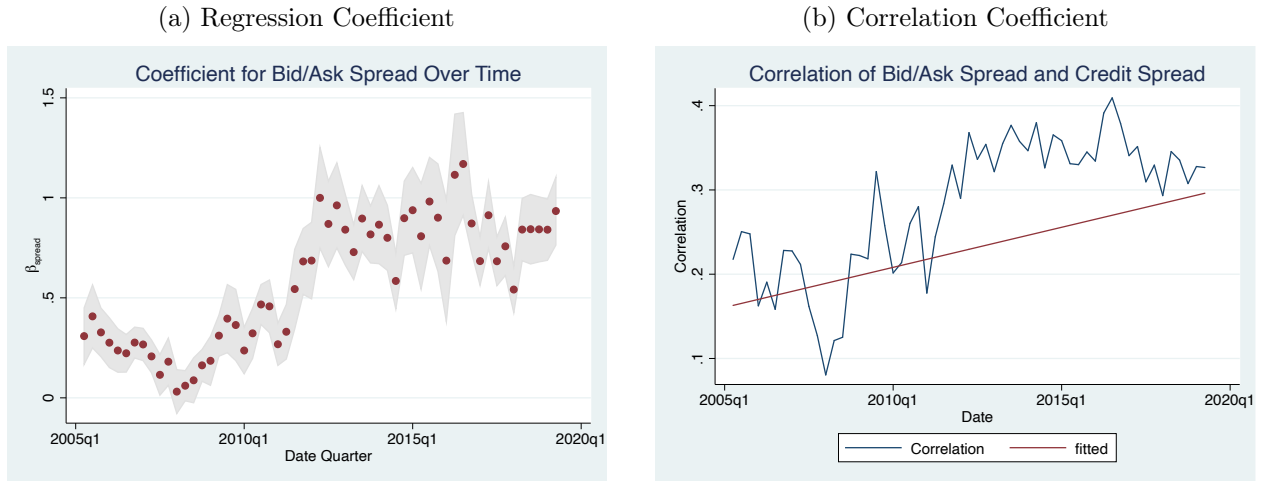 (a) Regression Coefficient
Coefficient for Bid/Ask Spread Over Time
1.5
1
.5
0
βspread
2005q1 2010q1 2015q1 2020q1
Date Quarter
(b) Correlation Coefficient
Correlation of Bid/Ask Spread and Credit Spread
.4
.3
.2
.1
Correlation
2005q1 2010q1 2015q1 2020q1
Date
Correlation fitted